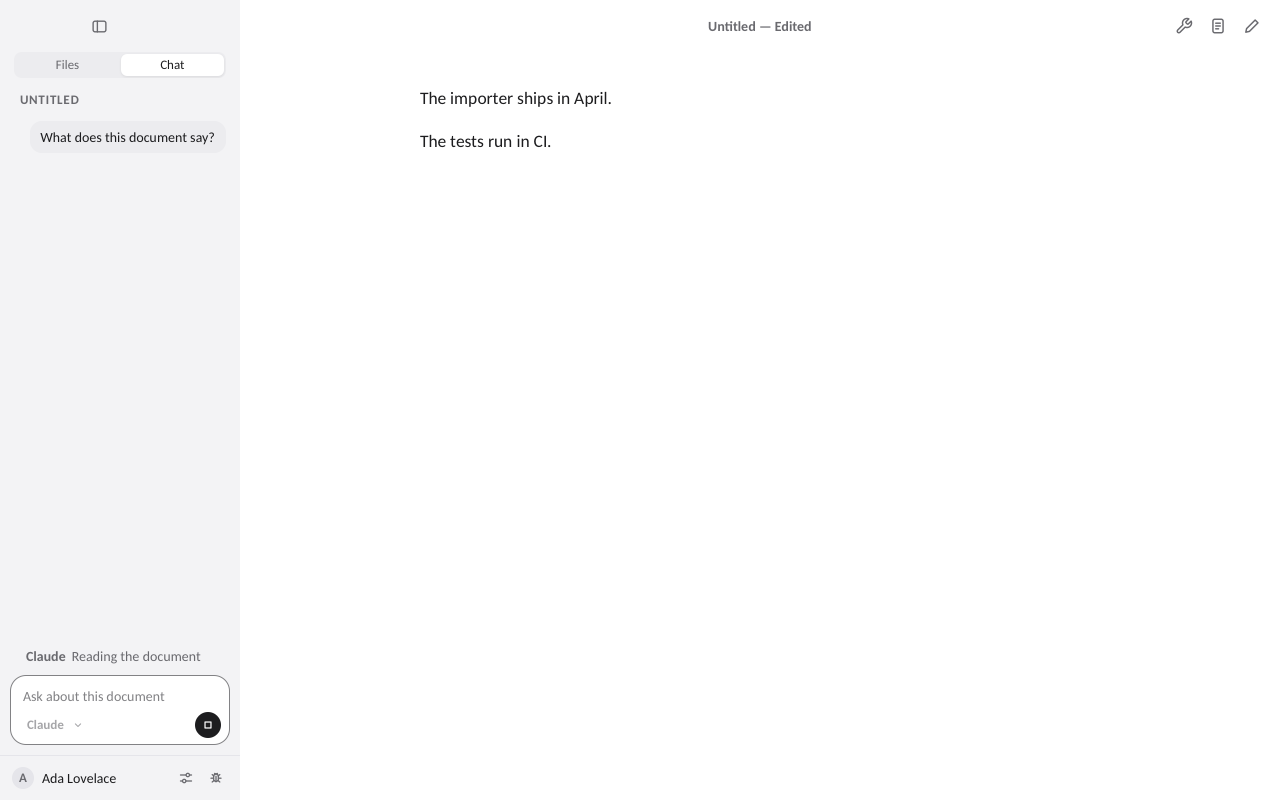 Untitled — Edited
Files
Chat
UNTITLED
What does this document say?
The importer ships in April.
The tests run in CI.
Claude Reading the document
Ask about this document
Claude
A
Ada Lovelace